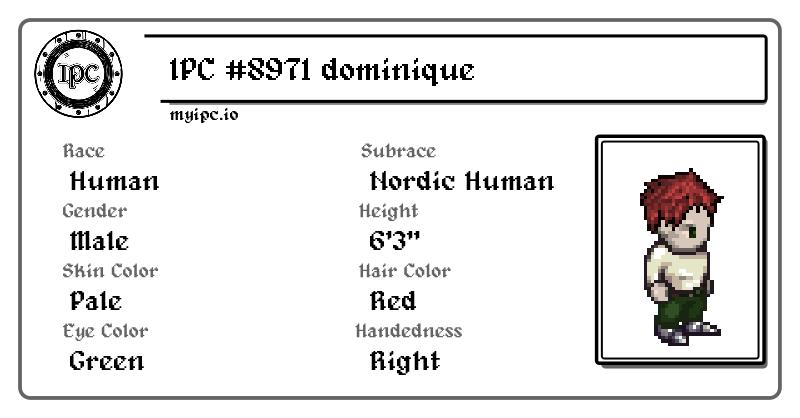 IPC
IPC #8971 dominique
myipc.io
Race
Human
Subrace
Nordic Human
Gender
Male
Height
6'3"
Skin Color
Pale
Hair Color
Red
Eye Color
Green
Handedness
Right